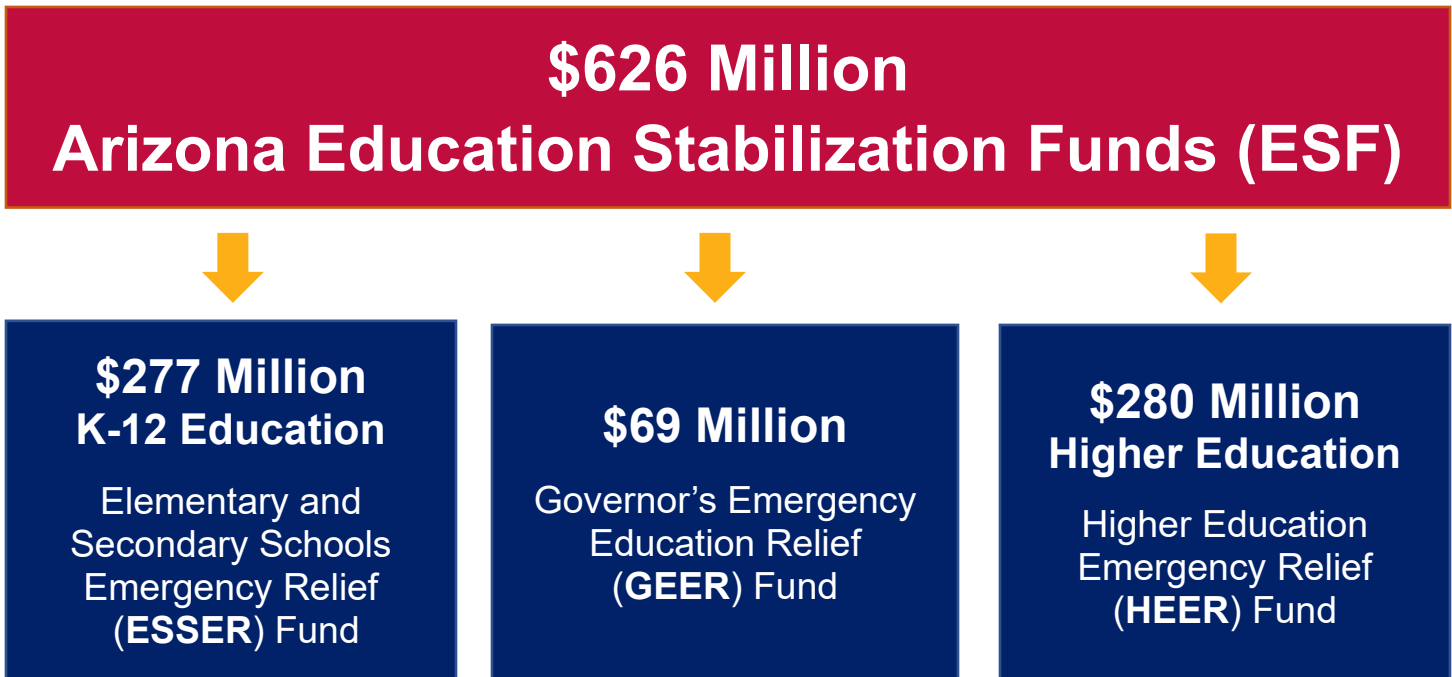 $626 Million
Arizona Education Stabilization Funds (ESF)
$277 Million
K-12 Education
Elementary and
Secondary Schools
Emergency Relief
(ESSER) Fund
$69 Million
Governor’s Emergency
Education Relief
(GEER) Fund
$280 Million
Higher Education
Higher Education
Emergency Relief
(HEER) Fund